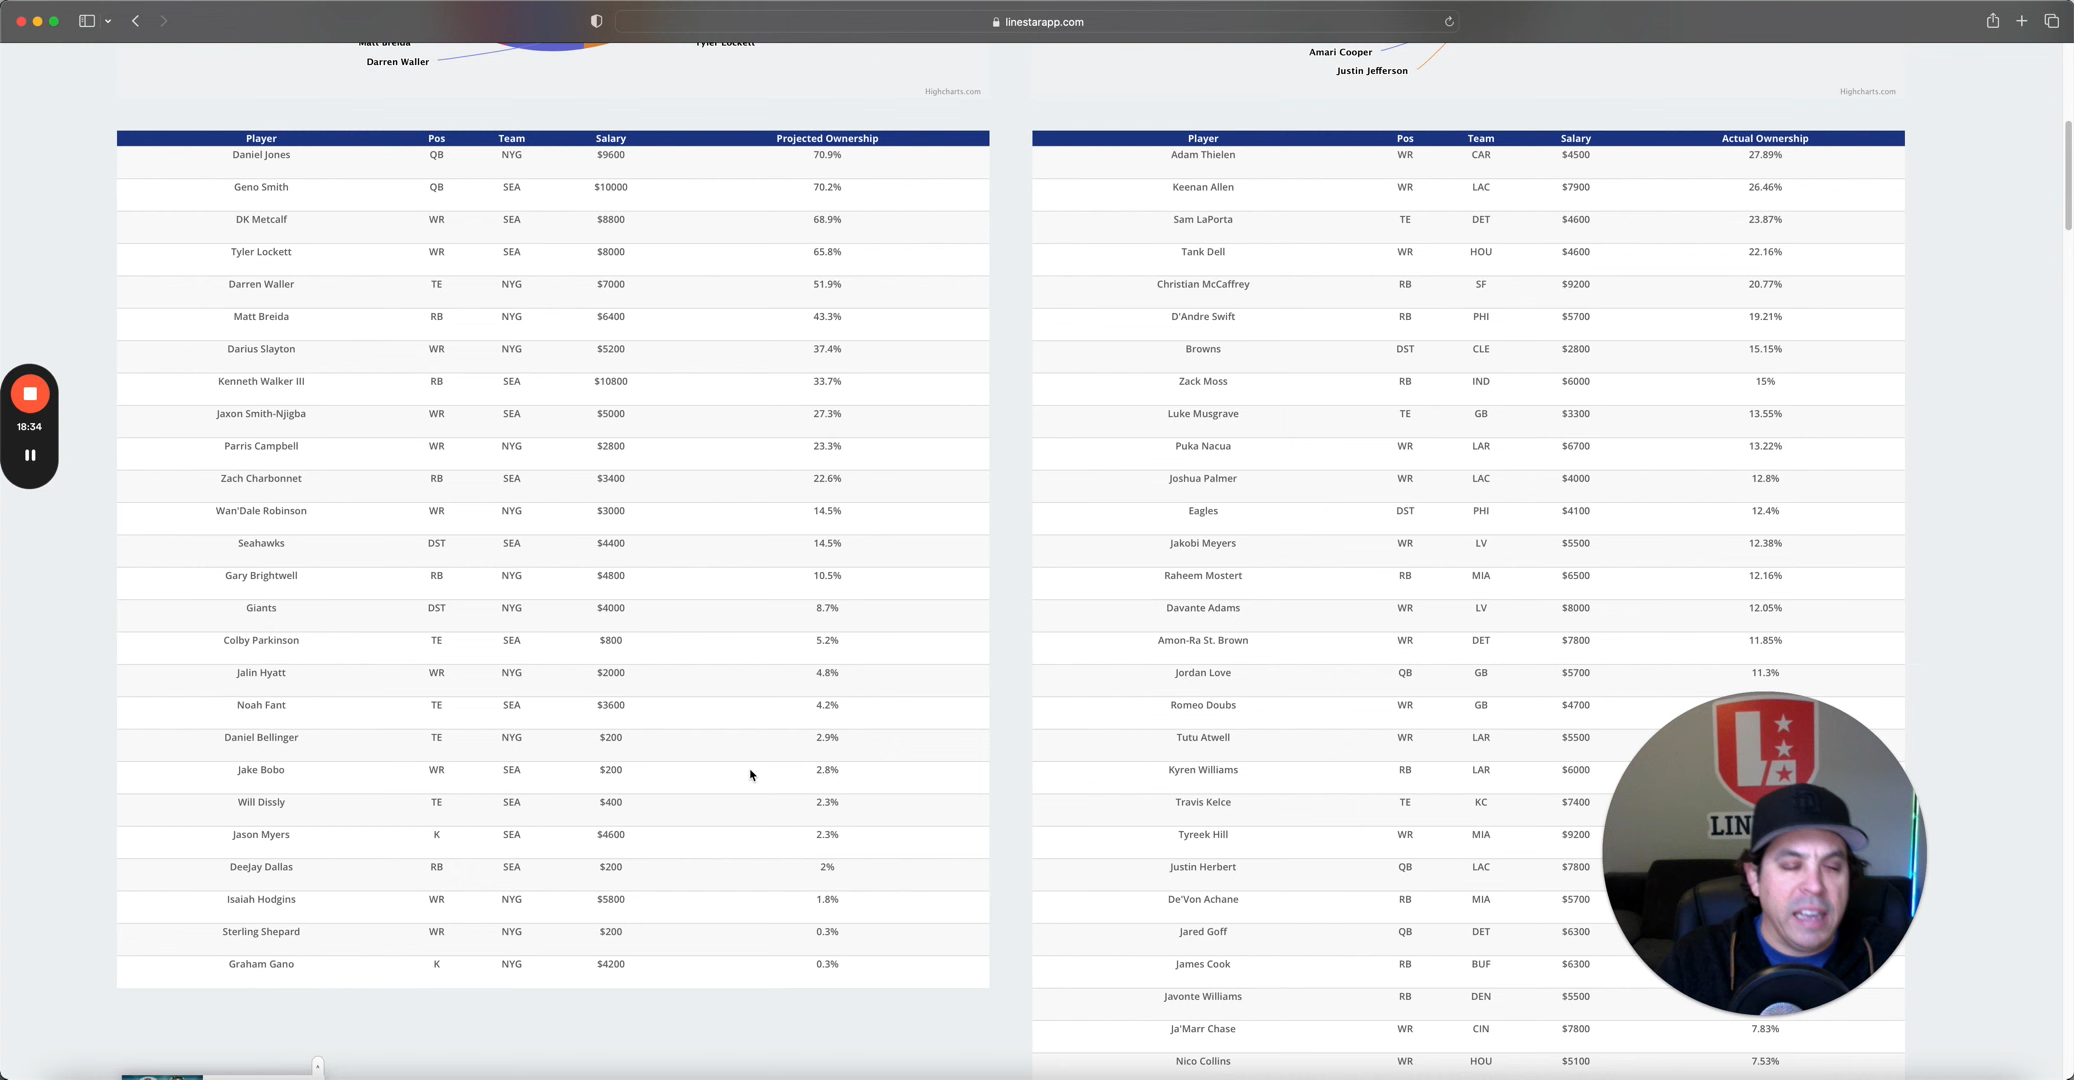 linestarapp.com
Matt Breida
Tyler Lockett
Darren Waller
Highcharts.com
Amari Cooper
Justin Jefferson
Highcharts.com
Player Pos Team Salary Projected Ownership
Daniel Jones QB NYG $9600 70.9%
Geno Smith QB SEA $10000 70.2%
DK Metcalf WR SEA $8800 68.9%
Tyler Lockett WR SEA $8000 65.8%
Darren Waller TE NYG $7000 51.9%
Matt Breida RB NYG $6400 43.3%
Darius Slayton WR NYG $5200 37.4%
Kenneth Walker III RB SEA $10800 33.7%
Jaxon Smith-Njigba WR SEA $5000 27.3%
Parris Campbell WR NYG $2800 23.3%
Zach Charbonnet RB SEA $3400 22.6%
Wan'Dale Robinson WR NYG $3000 14.5%
Seahawks DST SEA $4400 14.5%
Gary Brightwell RB NYG $4800 10.5%
Giants DST NYG $4000 8.7%
Colby Parkinson TE SEA $800 5.2%
Jalin Hyatt WR NYG $2000 4.8%
Noah Fant TE SEA $3600 4.2%
Daniel Bellinger TE NYG $200 2.9%
Jake Bobo WR SEA $200 2.8%
Will Dissly TE SEA $400 2.3%
Jason Myers K SEA $4600 2.3%
DeeJay Dallas RB SEA $200 2%
Isaiah Hodgins WR NYG $5800 1.8%
Sterling Shepard WR NYG $200 0.3%
Graham Gano K NYG $4200 0.3%
Player Pos Team Salary Actual Ownership
Adam Thielen WR CAR $4500 27.89%
Keenan Allen WR LAC $7900 26.46%
Sam LaPorta TE DET $4600 23.87%
Tank Dell WR HOU $4600 22.16%
Christian McCaffrey RB SF $9200 20.77%
D'Andre Swift RB PHI $5700 19.21%
Browns DST CLE $2800 15.15%
Zack Moss RB IND $6000 15%
Luke Musgrave TE GB $3300 13.55%
Puka Nacua WR LAR $6700 13.22%
Joshua Palmer WR LAC $4000 12.8%
Eagles DST PHI $4100 12.4%
Jakobi Meyers WR LV $5500 12.38%
Raheem Mostert RB MIA $6500 12.16%
Davante Adams WR LV $8000 12.05%
Amon-Ra St. Brown WR DET $7800 11.85%
Jordan Love QB GB $5700 11.3%
Romeo Doubs WR GB $4700
Tutu Atwell WR LAR $5500
Kyren Williams RB LAR $6000
Travis Kelce TE KC $7400
Tyreek Hill WR MIA $9200
Justin Herbert QB LAC $7800
De'Von Achane RB MIA $5700
Jared Goff QB DET $6300
James Cook RB BUF $6300
Javonte Williams RB DEN $5500
Ja'Marr Chase WR CIN $7800 7.83%
Nico Collins WR HOU $5100 7.53%
18:34
LIN